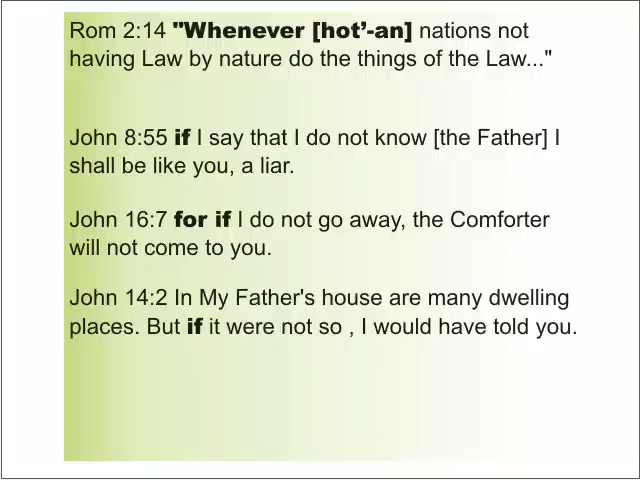 Rom 2:14 "Whenever [hot’-an] nations not
having Law by nature do the things of the Law..."
John 8:55 if I say that I do not know [the Father] I
shall be like you, a liar.
John 16:7 for if I do not go away, the Comforter
will not come to you.
John 14:2 In My Father's house are many dwelling
places. But if it were not so , I would have told you.